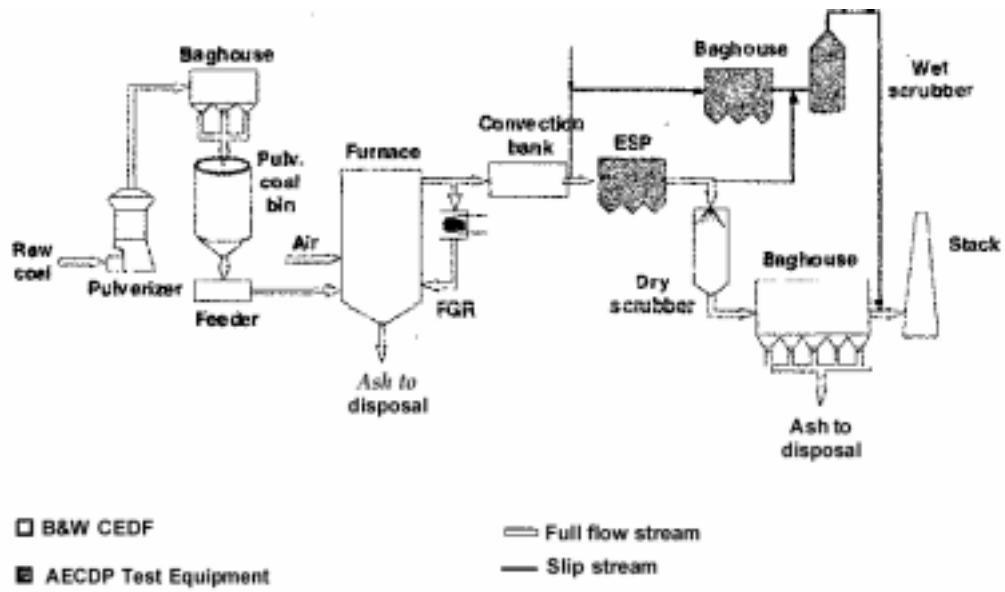 Baghouse
Baghouse
Wet
scrubber
Convection
bank
ESP
Furnace
Pulv.
coal
bin
Raw
coal
Air
Stack
Baghouse
Pulverizer
Feeder
FGR
Dry
scrubber
Ash to
disposal
Ash to
disposal
B&W CEDF
Full flow stream
AECDP Test Equipment
Slip stream